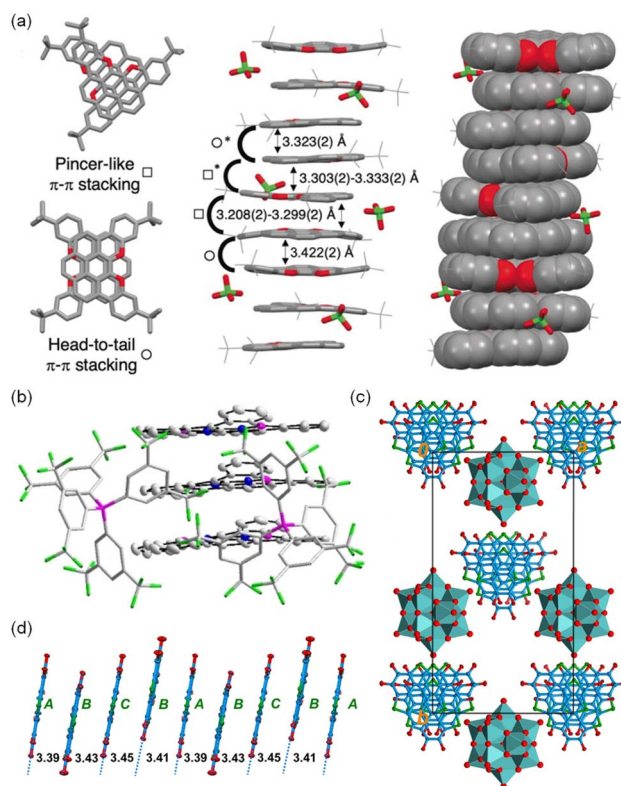 (a)
Pincer-like □
π-π stacking
Head-to-tail
π-π stacking ○
○*
3.323(2) Å
□*
3.303(2)-3.333(2) Å
□
3.208(2)-3.299(2) Å
○
3.422(2) Å
(b)
(c)
(d)
A B C B A B C B A
3.39 3.43 3.45 3.41 3.39 3.43 3.45 3.41